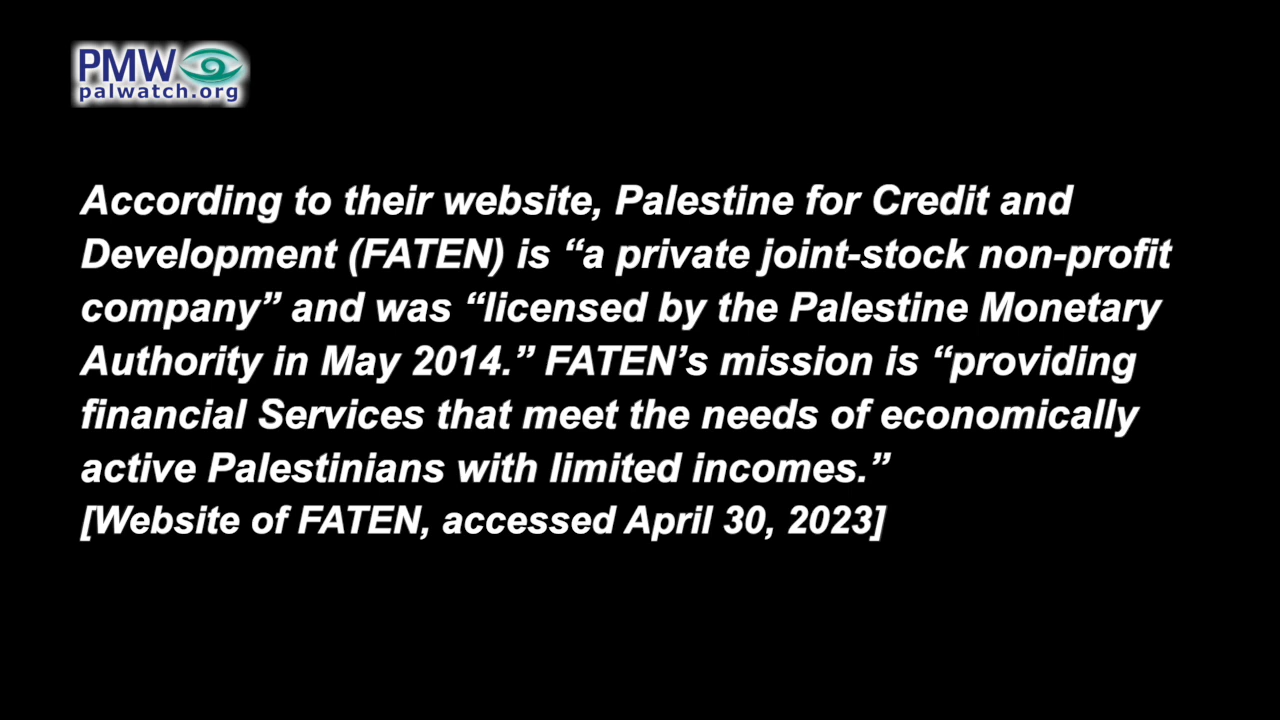 PMW
palwatch.org
According to their website, Palestine for Credit and
Development (FATEN) is “a private joint-stock non-profit
company” and was “licensed by the Palestine Monetary
Authority in May 2014.” FATEN’s mission is “providing
financial Services that meet the needs of economically
active Palestinians with limited incomes.”
[Website of FATEN, accessed April 30, 2023]